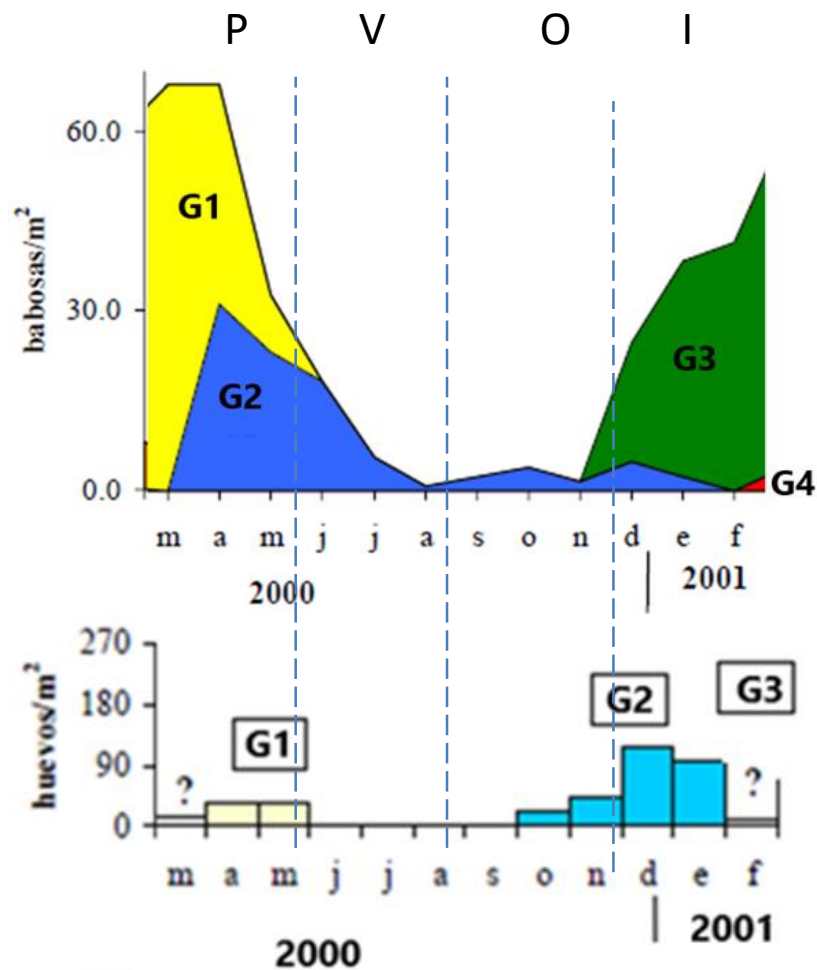 P V O I
babosas/m²
60.0
G1
30.0
G3
G2
0.0
G4
m a m j j a s o n d e f
2000 2001
huevos/m²
270
G2 G3
180
G1
90
? ?
0
m a m j j a s o n d e f
2000 2001